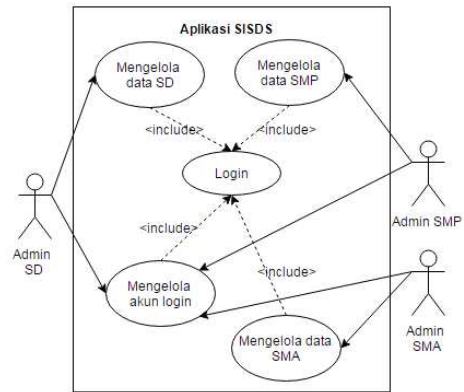 Aplikasi SISDS
Mengelola
data SD
Mengelola
data SMP
<include>
<include>
Login
Admin
SD
Admin SMP
<include>
<include>
Mengelola
akun login
Mengelola data
SMA
Admin
SMA